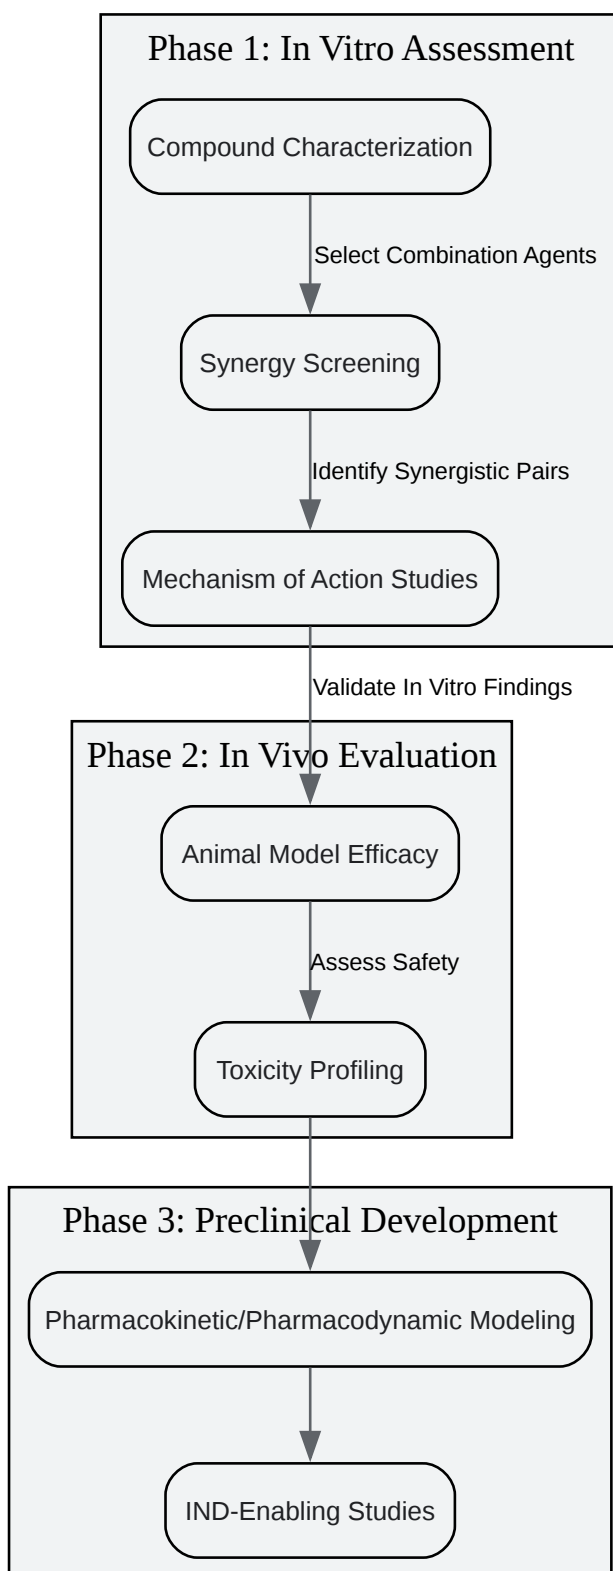 Phase 1: In Vitro Assessment
Compound Characterization
Select Combination Agents
Synergy Screening
Identify Synergistic Pairs
Mechanism of Action Studies
Validate In Vitro Findings
Phase 2: In Vivo Evaluation
Animal Model Efficacy
Assess Safety
Toxicity Profiling
Phase 3: Preclinical Development
Pharmacokinetic/Pharmacodynamic Modeling
IND-Enabling Studies